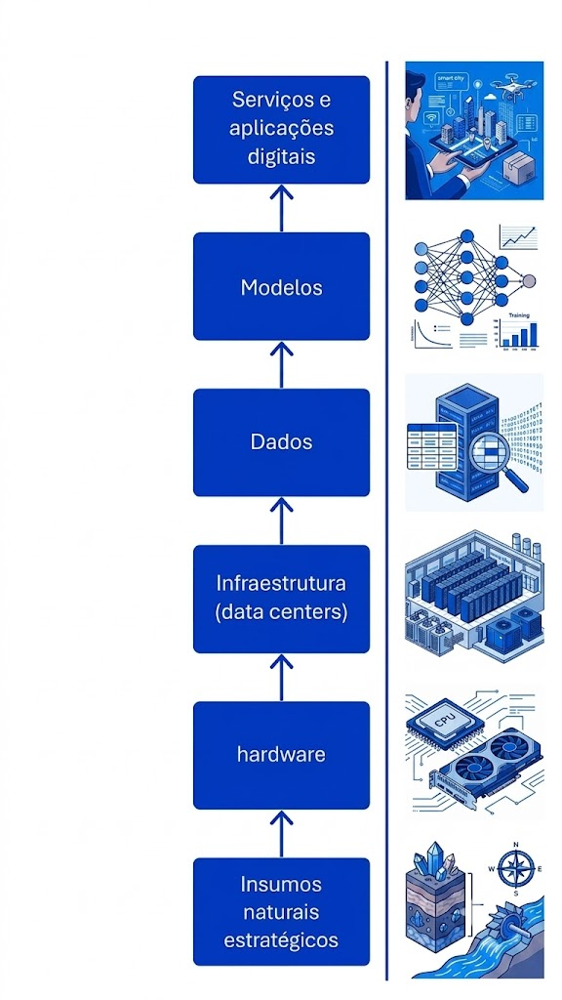 Serviços e
aplicações
digitais
smart city
Modelos
Training
Dados
Infraestrutura
(data centers)
hardware
CPU
Insumos
naturais
estratégicos
N
W
E
S